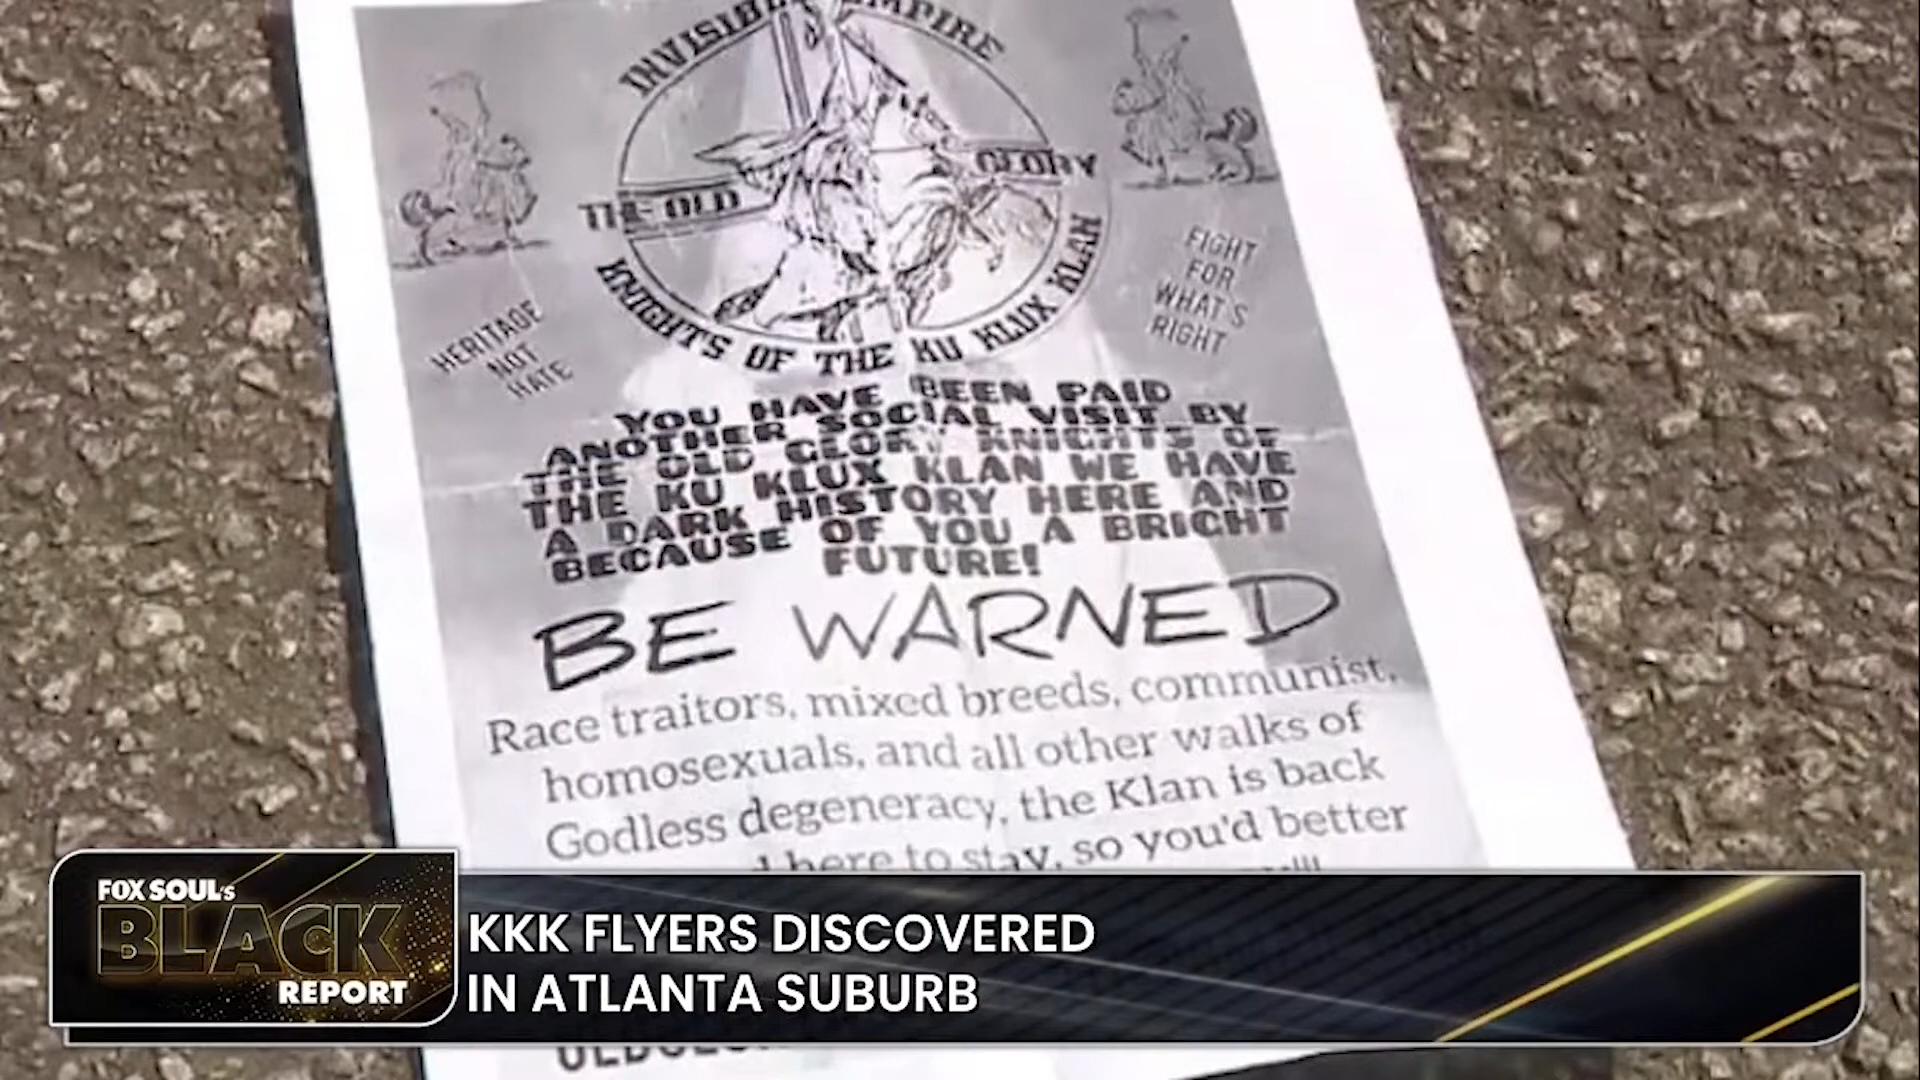 INVISIBLE EMPIRE
THE OLD GLORY
KNIGHTS OF THE KU KLUX KLAN
HERITAGE
NOT
HATE
FIGHT
FOR
WHAT'S
RIGHT
YOU HAVE BEEN PAID
ANOTHER SOCIAL VISIT BY
THE OLD GLORY KNIGHTS OF
THE KU KLUX KLAN WE HAVE
A DARK HISTORY HERE AND
BECAUSE OF YOU A BRIGHT
FUTURE!
BE WARNED
Race traitors, mixed breeds, communist,
homosexuals, and all other walks of
Godless degeneracy, the Klan is back
here to stay, so you'd better
FOX SOUL's
BLACK
REPORT
KKK FLYERS DISCOVERED
IN ATLANTA SUBURB